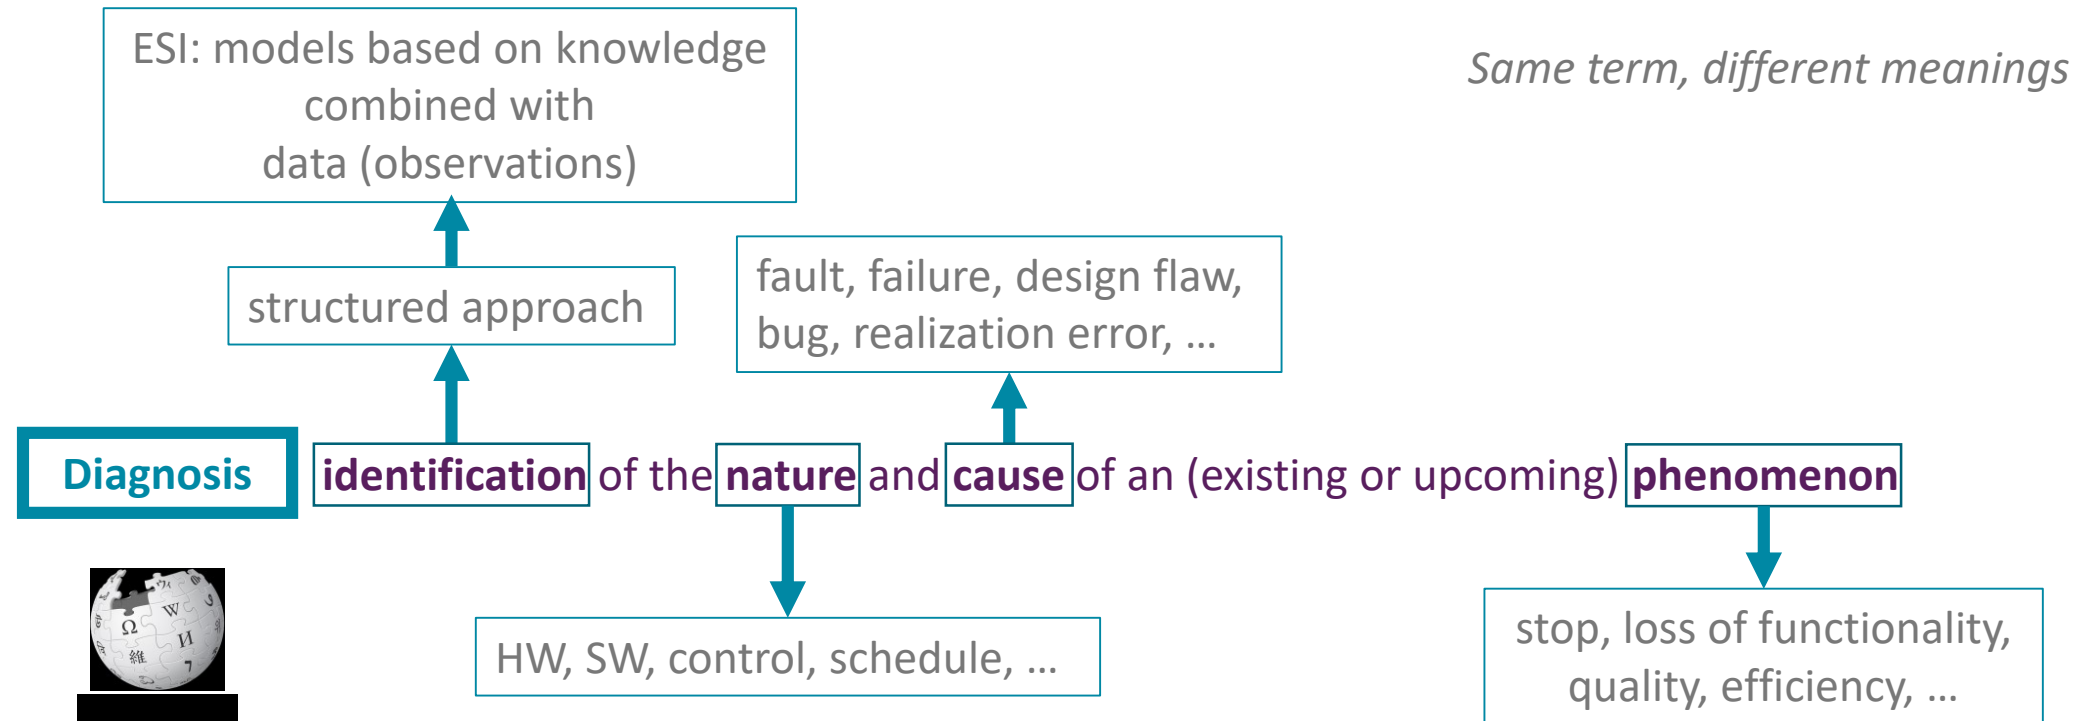 ESI: models based on knowledge
combined with
data (observations)
Same term, different meanings
structured approach
fault, failure, design flaw,
bug, realization error, …
Diagnosis
identification of the nature and cause of an (existing or upcoming) phenomenon
HW, SW, control, schedule, …
stop, loss of functionality,
quality, efficiency, …
Ω W И
維